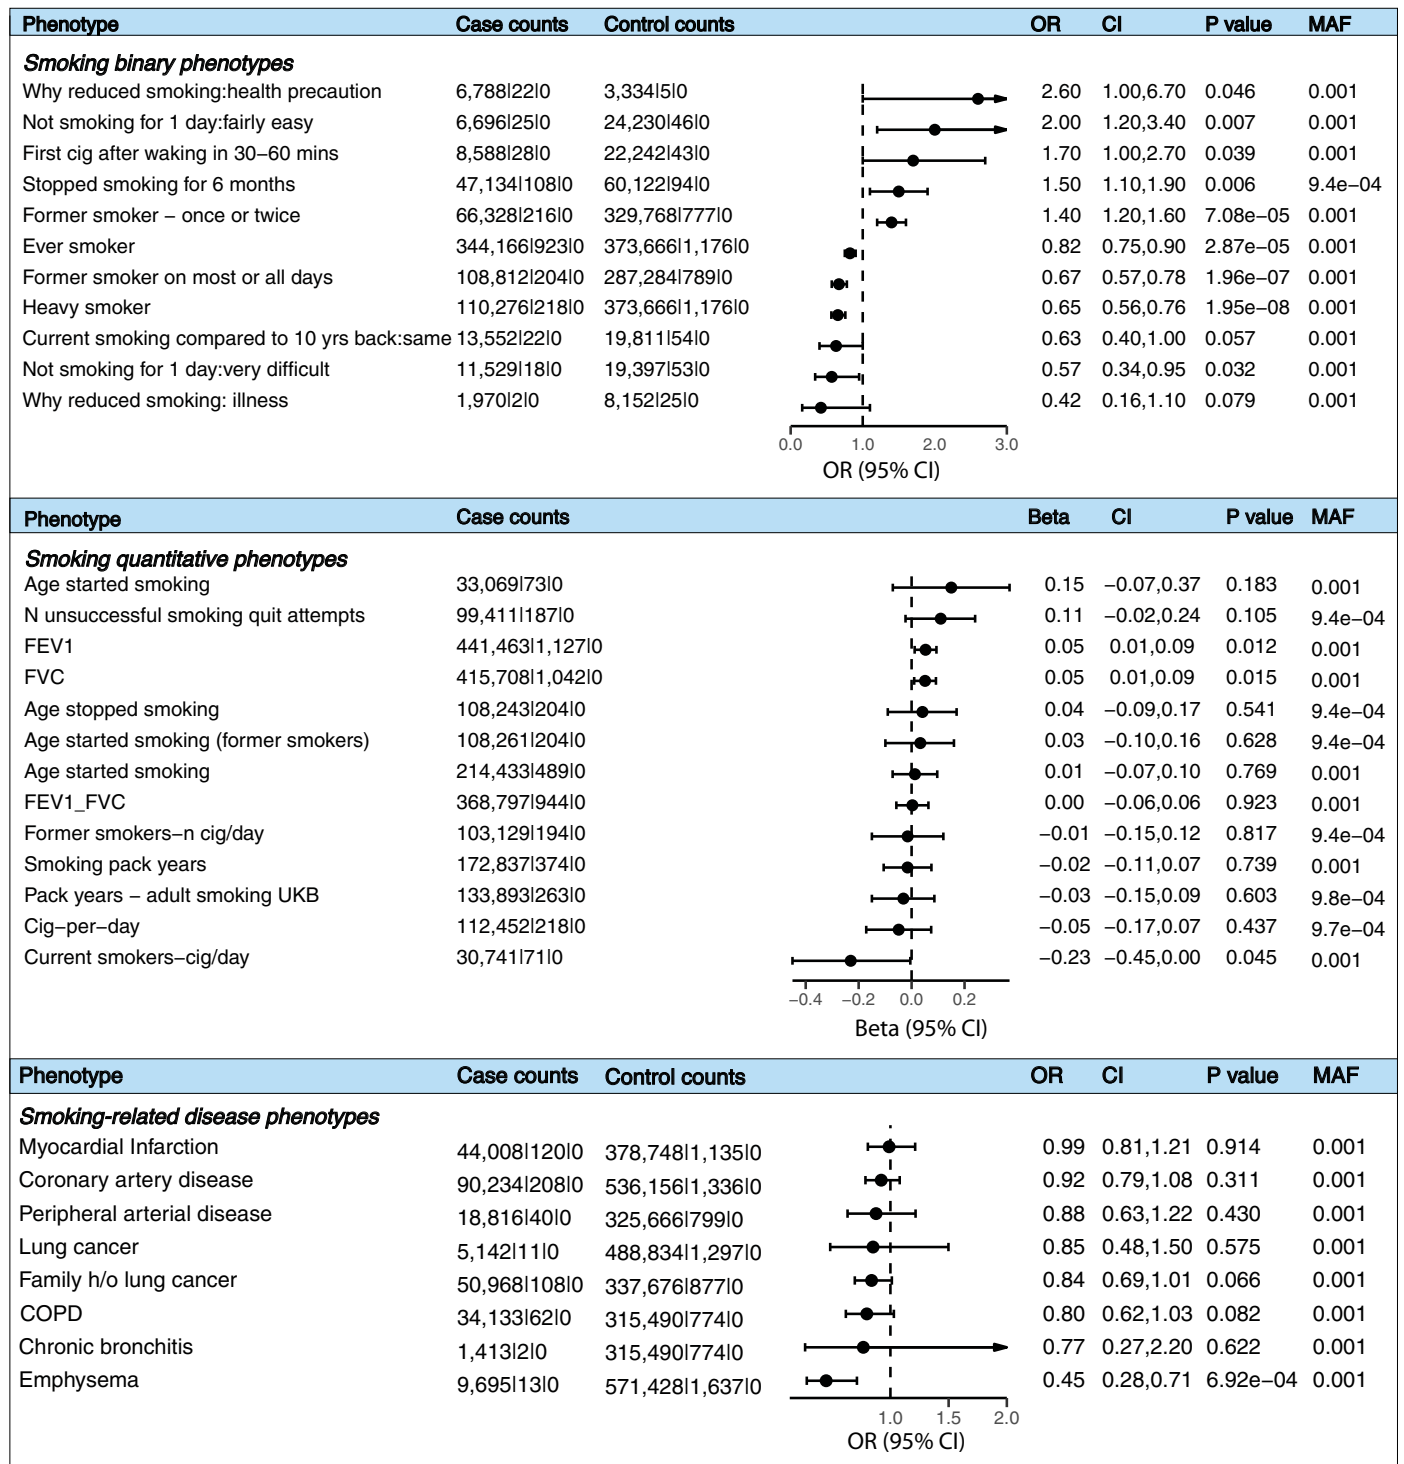 Phenotype Case counts Control counts OR CI P value MAF
Smoking binary phenotypes
Why reduced smoking:health precaution 6,788|22|0 3,334|5|0 2.60 1.00,6.70 0.046 0.001
Not smoking for 1 day:fairly easy 6,696|25|0 24,230|46|0 2.00 1.20,3.40 0.007 0.001
First cig after waking in 30−60 mins 8,588|28|0 22,242|43|0 1.70 1.00,2.70 0.039 0.001
Stopped smoking for 6 months 47,134|108|0 60,122|94|0 1.50 1.10,1.90 0.006 9.4e−04
Former smoker − once or twice 66,328|216|0 329,768|777|0 1.40 1.20,1.60 7.08e−05 0.001
Ever smoker 344,166|923|0 373,666|1,176|0 0.82 0.75,0.90 2.87e−05 0.001
Former smoker on most or all days 108,812|204|0 287,284|789|0 0.67 0.57,0.78 1.96e−07 0.001
Heavy smoker 110,276|218|0 373,666|1,176|0 0.65 0.56,0.76 1.95e−08 0.001
Current smoking compared to 10 yrs back:same 13,552|22|0 19,811|54|0 0.63 0.40,1.00 0.057 0.001
Not smoking for 1 day:very difficult 11,529|18|0 19,397|53|0 0.57 0.34,0.95 0.032 0.001
Why reduced smoking: illness 1,970|2|0 8,152|25|0 0.42 0.16,1.10 0.079 0.001
0.0 1.0 2.0 3.0
OR (95% CI)
Phenotype Case counts Beta CI P value MAF
Smoking quantitative phenotypes
Age started smoking 33,069|73|0 0.15 −0.07,0.37 0.183 0.001
N unsuccessful smoking quit attempts 99,411|187|0 0.11 −0.02,0.24 0.105 9.4e−04
FEV1 441,463|1,127|0 0.05 0.01,0.09 0.012 0.001
FVC 415,708|1,042|0 0.05 0.01,0.09 0.015 0.001
Age stopped smoking 108,243|204|0 0.04 −0.09,0.17 0.541 9.4e−04
Age started smoking (former smokers) 108,261|204|0 0.03 −0.10,0.16 0.628 9.4e−04
Age started smoking 214,433|489|0 0.01 −0.07,0.10 0.769 0.001
FEV1_FVC 368,797|944|0 0.00 −0.06,0.06 0.923 0.001
Former smokers−n cig/day 103,129|194|0 −0.01 −0.15,0.12 0.817 9.4e−04
Smoking pack years 172,837|374|0 −0.02 −0.11,0.07 0.739 0.001
Pack years − adult smoking UKB 133,893|263|0 −0.03 −0.15,0.09 0.603 9.8e−04
Cig−per−day 112,452|218|0 −0.05 −0.17,0.07 0.437 9.7e−04
Current smokers−cig/day 30,741|71|0 −0.23 −0.45,0.00 0.045 0.001
−0.4 −0.2 0.0 0.2
Beta (95% CI)
Phenotype Case counts Control counts OR CI P value MAF
Smoking-related disease phenotypes
Myocardial Infarction 44,008|120|0 378,748|1,135|0 0.99 0.81,1.21 0.914 0.001
Coronary artery disease 90,234|208|0 536,156|1,336|0 0.92 0.79,1.08 0.311 0.001
Peripheral arterial disease 18,816|40|0 325,666|799|0 0.88 0.63,1.22 0.430 0.001
Lung cancer 5,142|11|0 488,834|1,297|0 0.85 0.48,1.50 0.575 0.001
Family h/o lung cancer 50,968|108|0 337,676|877|0 0.84 0.69,1.01 0.066 0.001
COPD 34,133|62|0 315,490|774|0 0.80 0.62,1.03 0.082 0.001
Chronic bronchitis 1,413|2|0 315,490|774|0 0.77 0.27,2.20 0.622 0.001
Emphysema 9,695|13|0 571,428|1,637|0 0.45 0.28,0.71 6.92e−04 0.001
1.0 1.5 2.0
OR (95% CI)